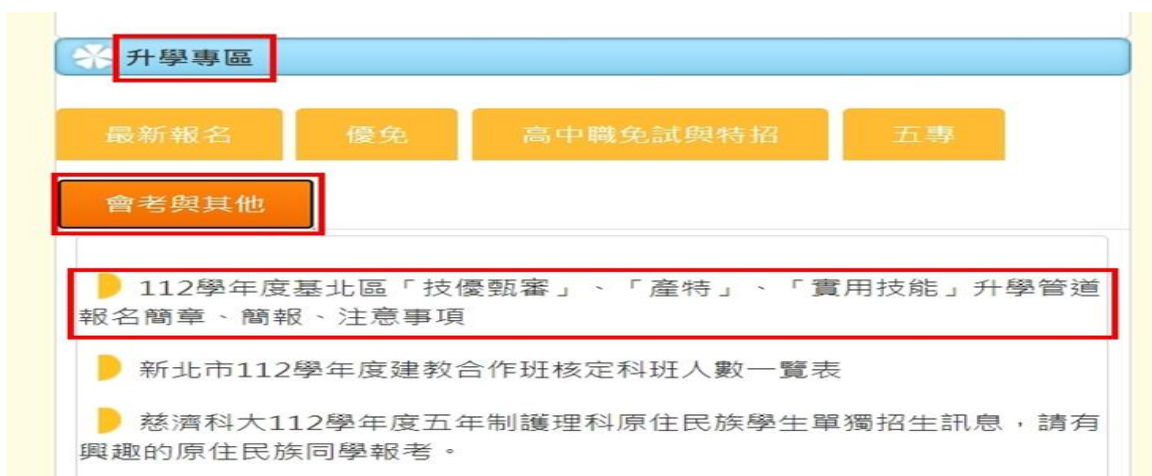 升學專區
最新報名 優免 高中職免試與特招 五專
會考與其他
112學年度基北區「技優甄審」、「產特」、「實用技能」升學管道
報名簡章、簡報、注意事項
新北市112學年度建教合作班核定科班人數一覽表
慈濟科大112學年度五年制護理科原住民族學生單獨招生訊息，請有
興趣的原住民族同學報考。